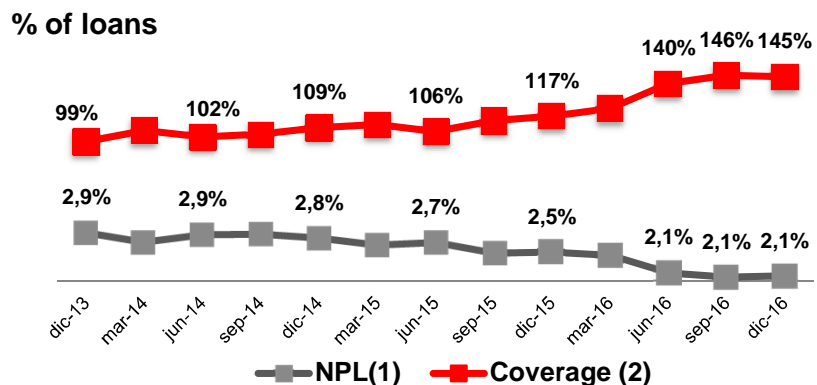 % of loans
99%
102%
109%
106%
117%
140%
146%
145%
2,9%
2,9%
2,8%
2,7%
2,5%
2,1%
2,1%
2,1%
dic-13
mar-14
jun-14
sep-14
dic-14
mar-15
jun-15
sep-15
dic-15
mar-16
jun-16
sep-16
dic-16
NPL(1) Coverage (2)